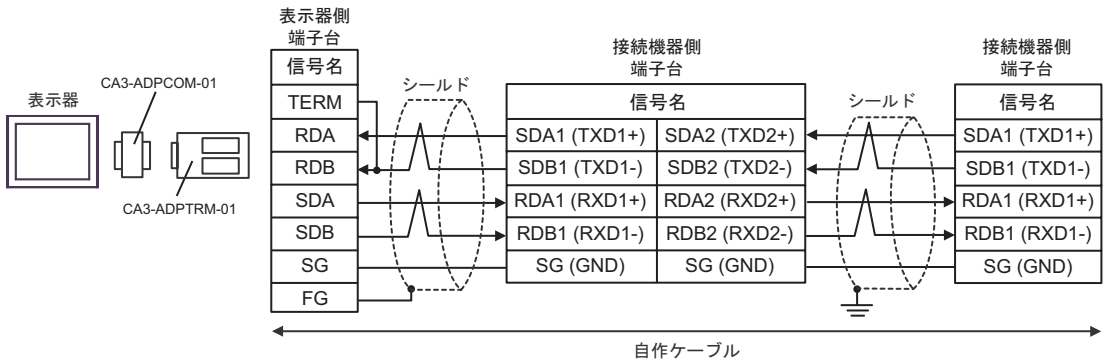 表示器
CA3-ADPCOM-01
CA3-ADPTRM-01
表示器側
端子台
信号名
TERM
RDA
RDB
SDA
SDB
SG
FG
シールド
接続機器側
端子台
信号名
SDA1 (TXD1+) SDA2 (TXD2+)
SDB1 (TXD1-) SDB2 (TXD2-)
RDA1 (RXD1+) RDA2 (RXD2+)
RDB1 (RXD1-) RDB2 (RXD2-)
SG (GND) SG (GND)
シールド
接続機器側
端子台
信号名
SDA1 (TXD1+)
SDB1 (TXD1-)
RDA1 (RXD1+)
RDB1 (RXD1-)
SG (GND)
自作ケーブル